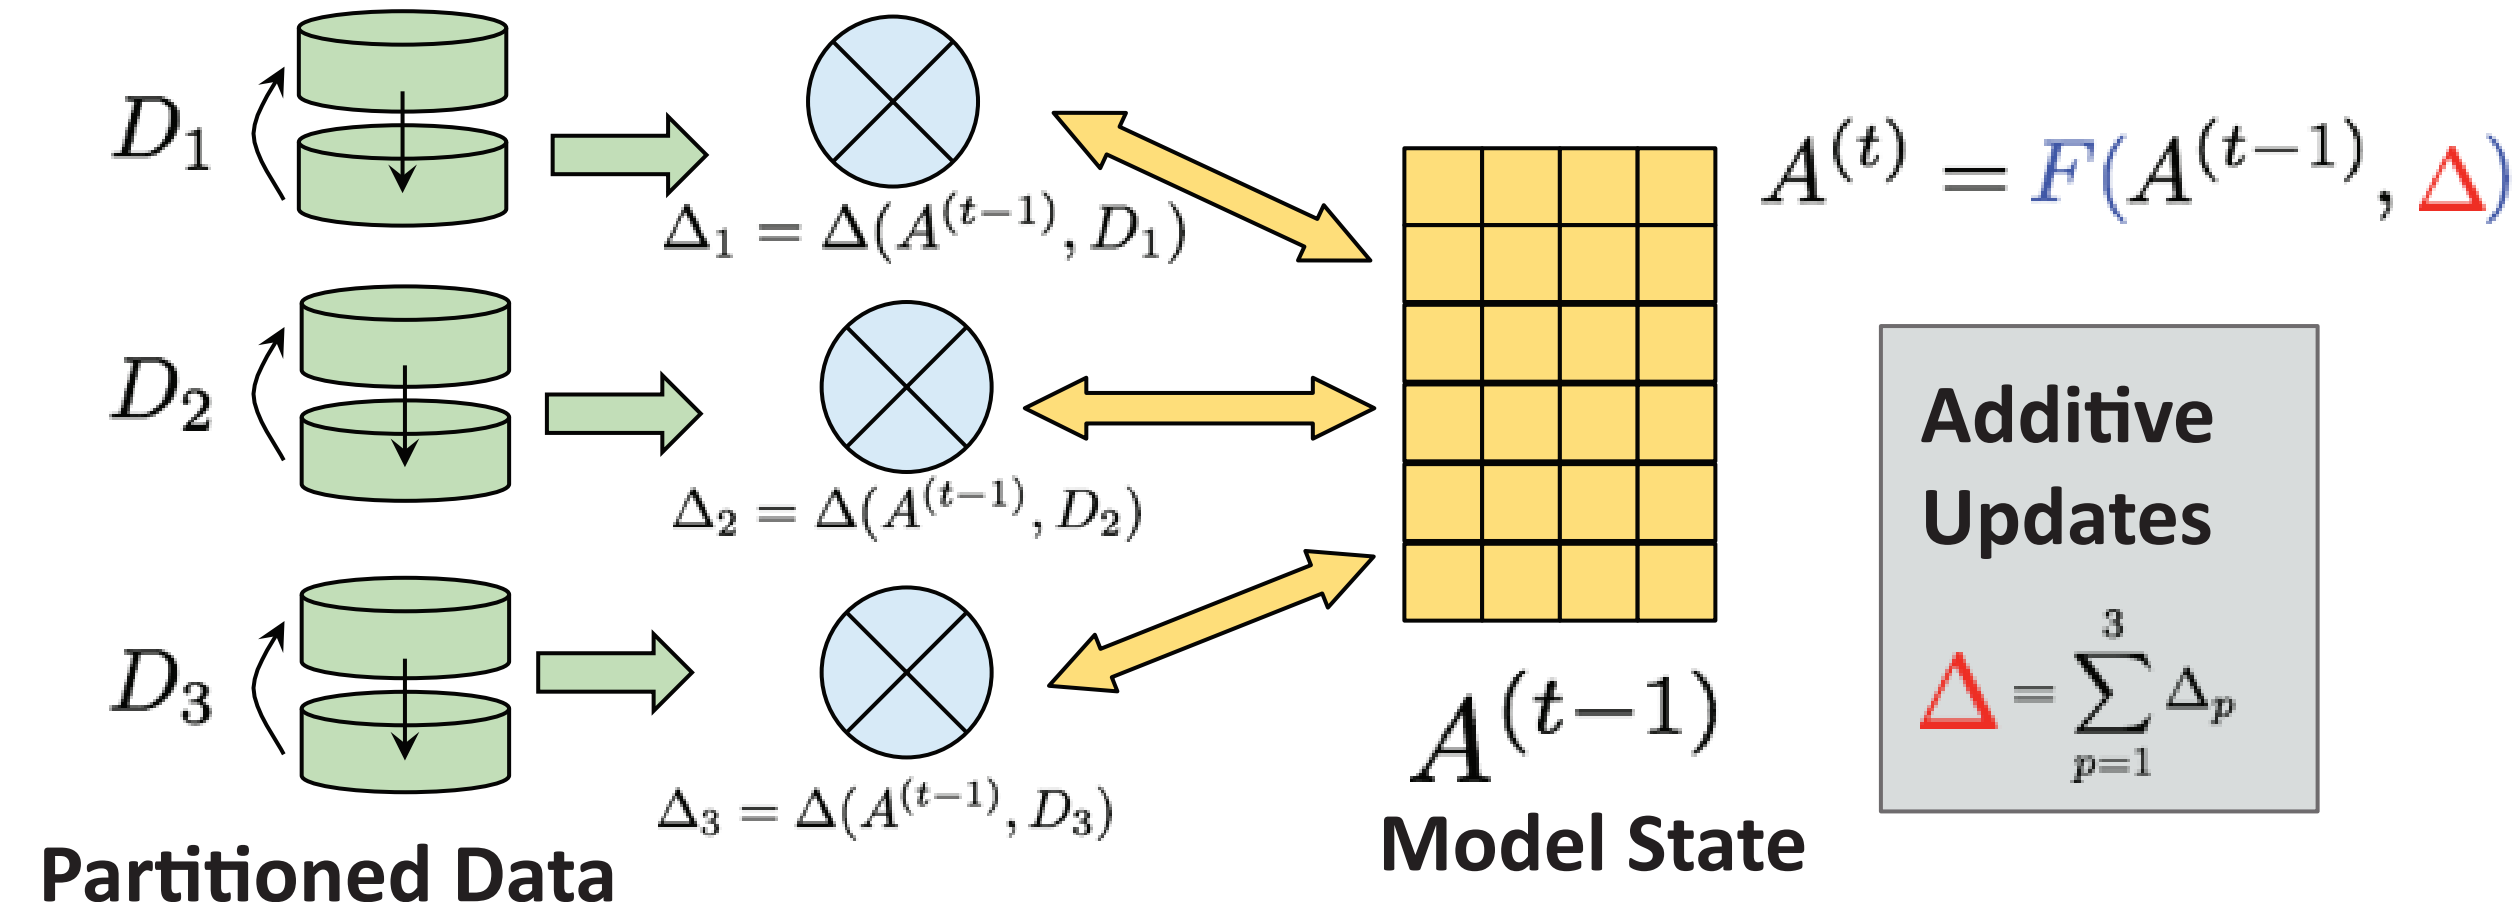 D₁
Δ₁ = Δ(A⁽ᵗ⁻¹⁾, D₁)
A⁽ᵗ⁾ = F(A⁽ᵗ⁻¹⁾, Δ)
D₂
Δ₂ = Δ(A⁽ᵗ⁻¹⁾, D₂)
D₃
Δ₃ = Δ(A⁽ᵗ⁻¹⁾, D₃)
Partitioned Data
A⁽ᵗ⁻¹⁾
Model State
Additive
Updates
Δ = ∑_{p=1}^{3} Δₚ